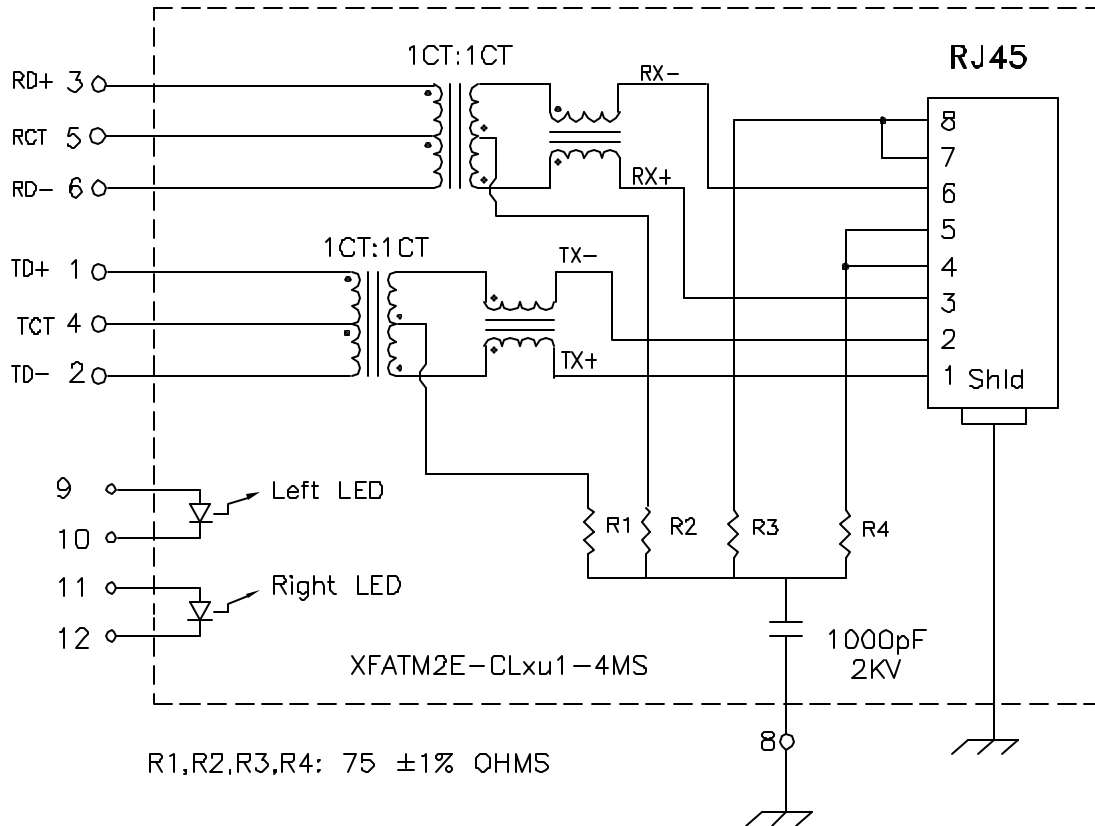 1CT:1CT
RJ45
RD+ 3
RX-
8
RCT 5
7
RD- 6
RX+
6
5
1CT:1CT
TX-
TD+ 1
4
3
TCT 4
2
TX+
TD- 2
1 Shld
9
Left LED
10
R1
R2
R3
R4
11
Right LED
12
1000pF
2KV
XFATM2E-CLxu1-4MS
8
R1,R2,R3,R4: 75 ±1% OHMS